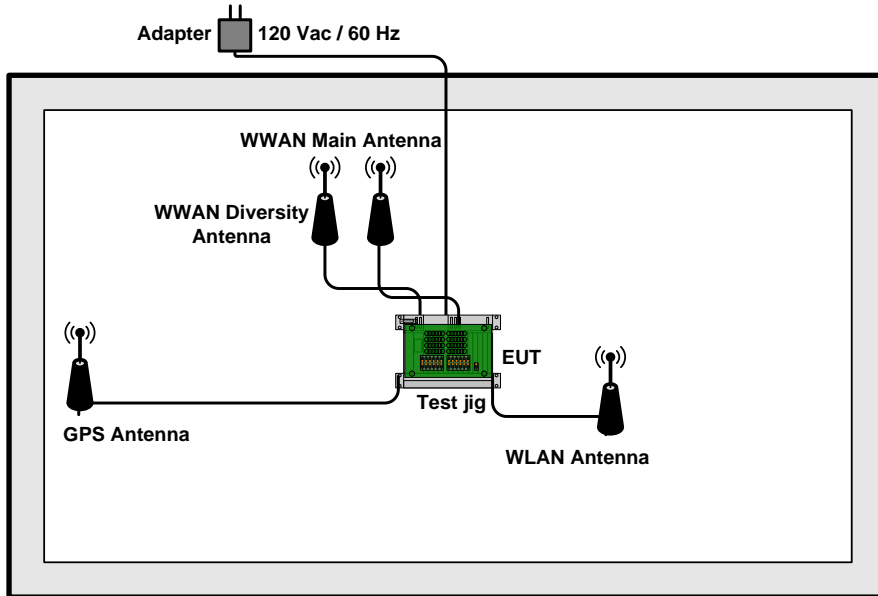 Adapter 120 Vac / 60 Hz
WWAN Main Antenna
WWAN Diversity
Antenna
EUT
Test jig
GPS Antenna
WLAN Antenna